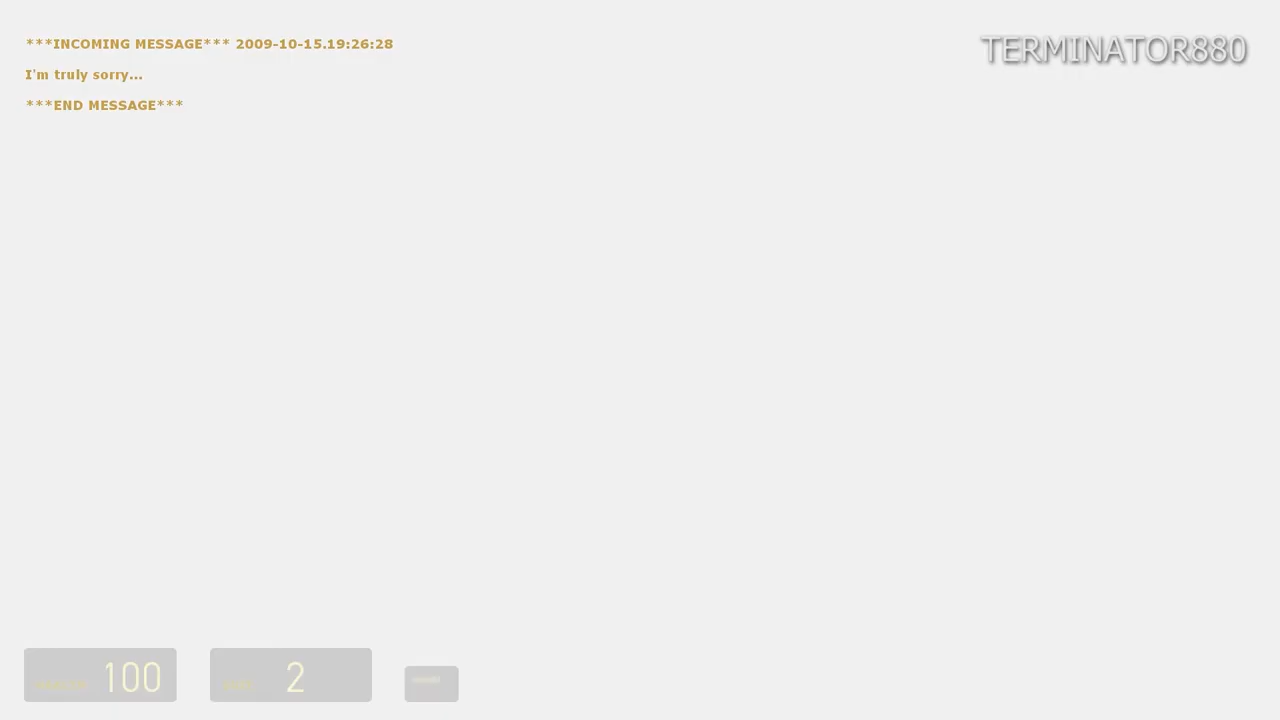 ***INCOMING MESSAGE*** 2009-10-15.19:26:28
TERMINATOR880
I'm truly sorry...
***END MESSAGE***
100
2